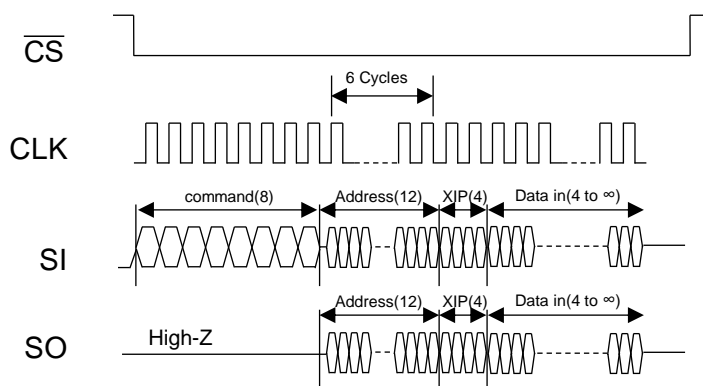 CS
6 Cycles
CLK
command(8) Address(12) XIP(4) Data in(4 to ∞)
SI
Address(12) XIP(4) Data in(4 to ∞)
High-Z
SO